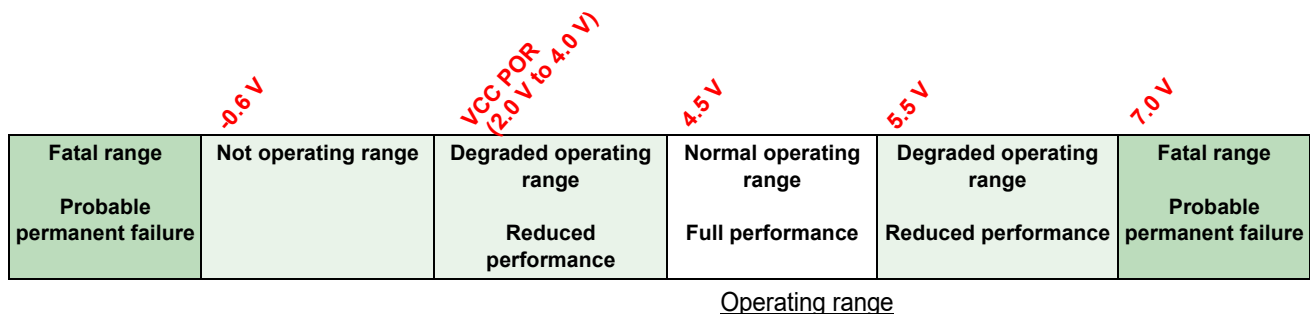 -0.6 V
VCC POR
(2.0 V to 4.0 V)
4.5 V
5.5 V
7.0 V
Fatal range
Probable
permanent failure
Not operating range
Degraded operating
range
Reduced
performance
Normal operating
range
Full performance
Degraded operating
range
Reduced performance
Fatal range
Probable
permanent failure
Operating range